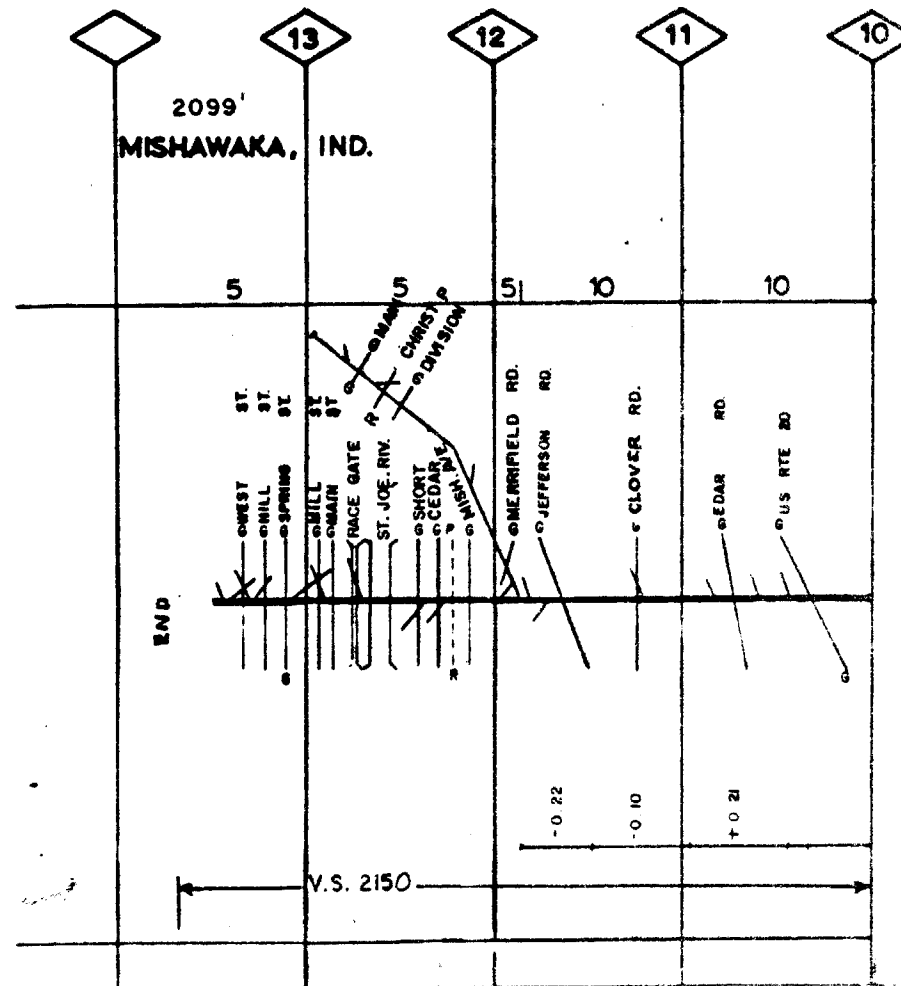 13
12
11
10
2099'
MISHAWAKA, IND.
5
5
5
10
10
MAIN
CHRIST P
DIVISION
R
WEST ST.
HILL ST.
SPRING ST.
MILL ST.
MAIN ST
RACE GATE
ST. JOE. RIV.
SHORT
CEDAR
MISH. AVE
MERRIFIELD RD.
JEFFERSON RD.
CLOVER RD.
EDAR RD.
US RTE 20
END
-0.22
-0.10
+0.21
V.S. 2150